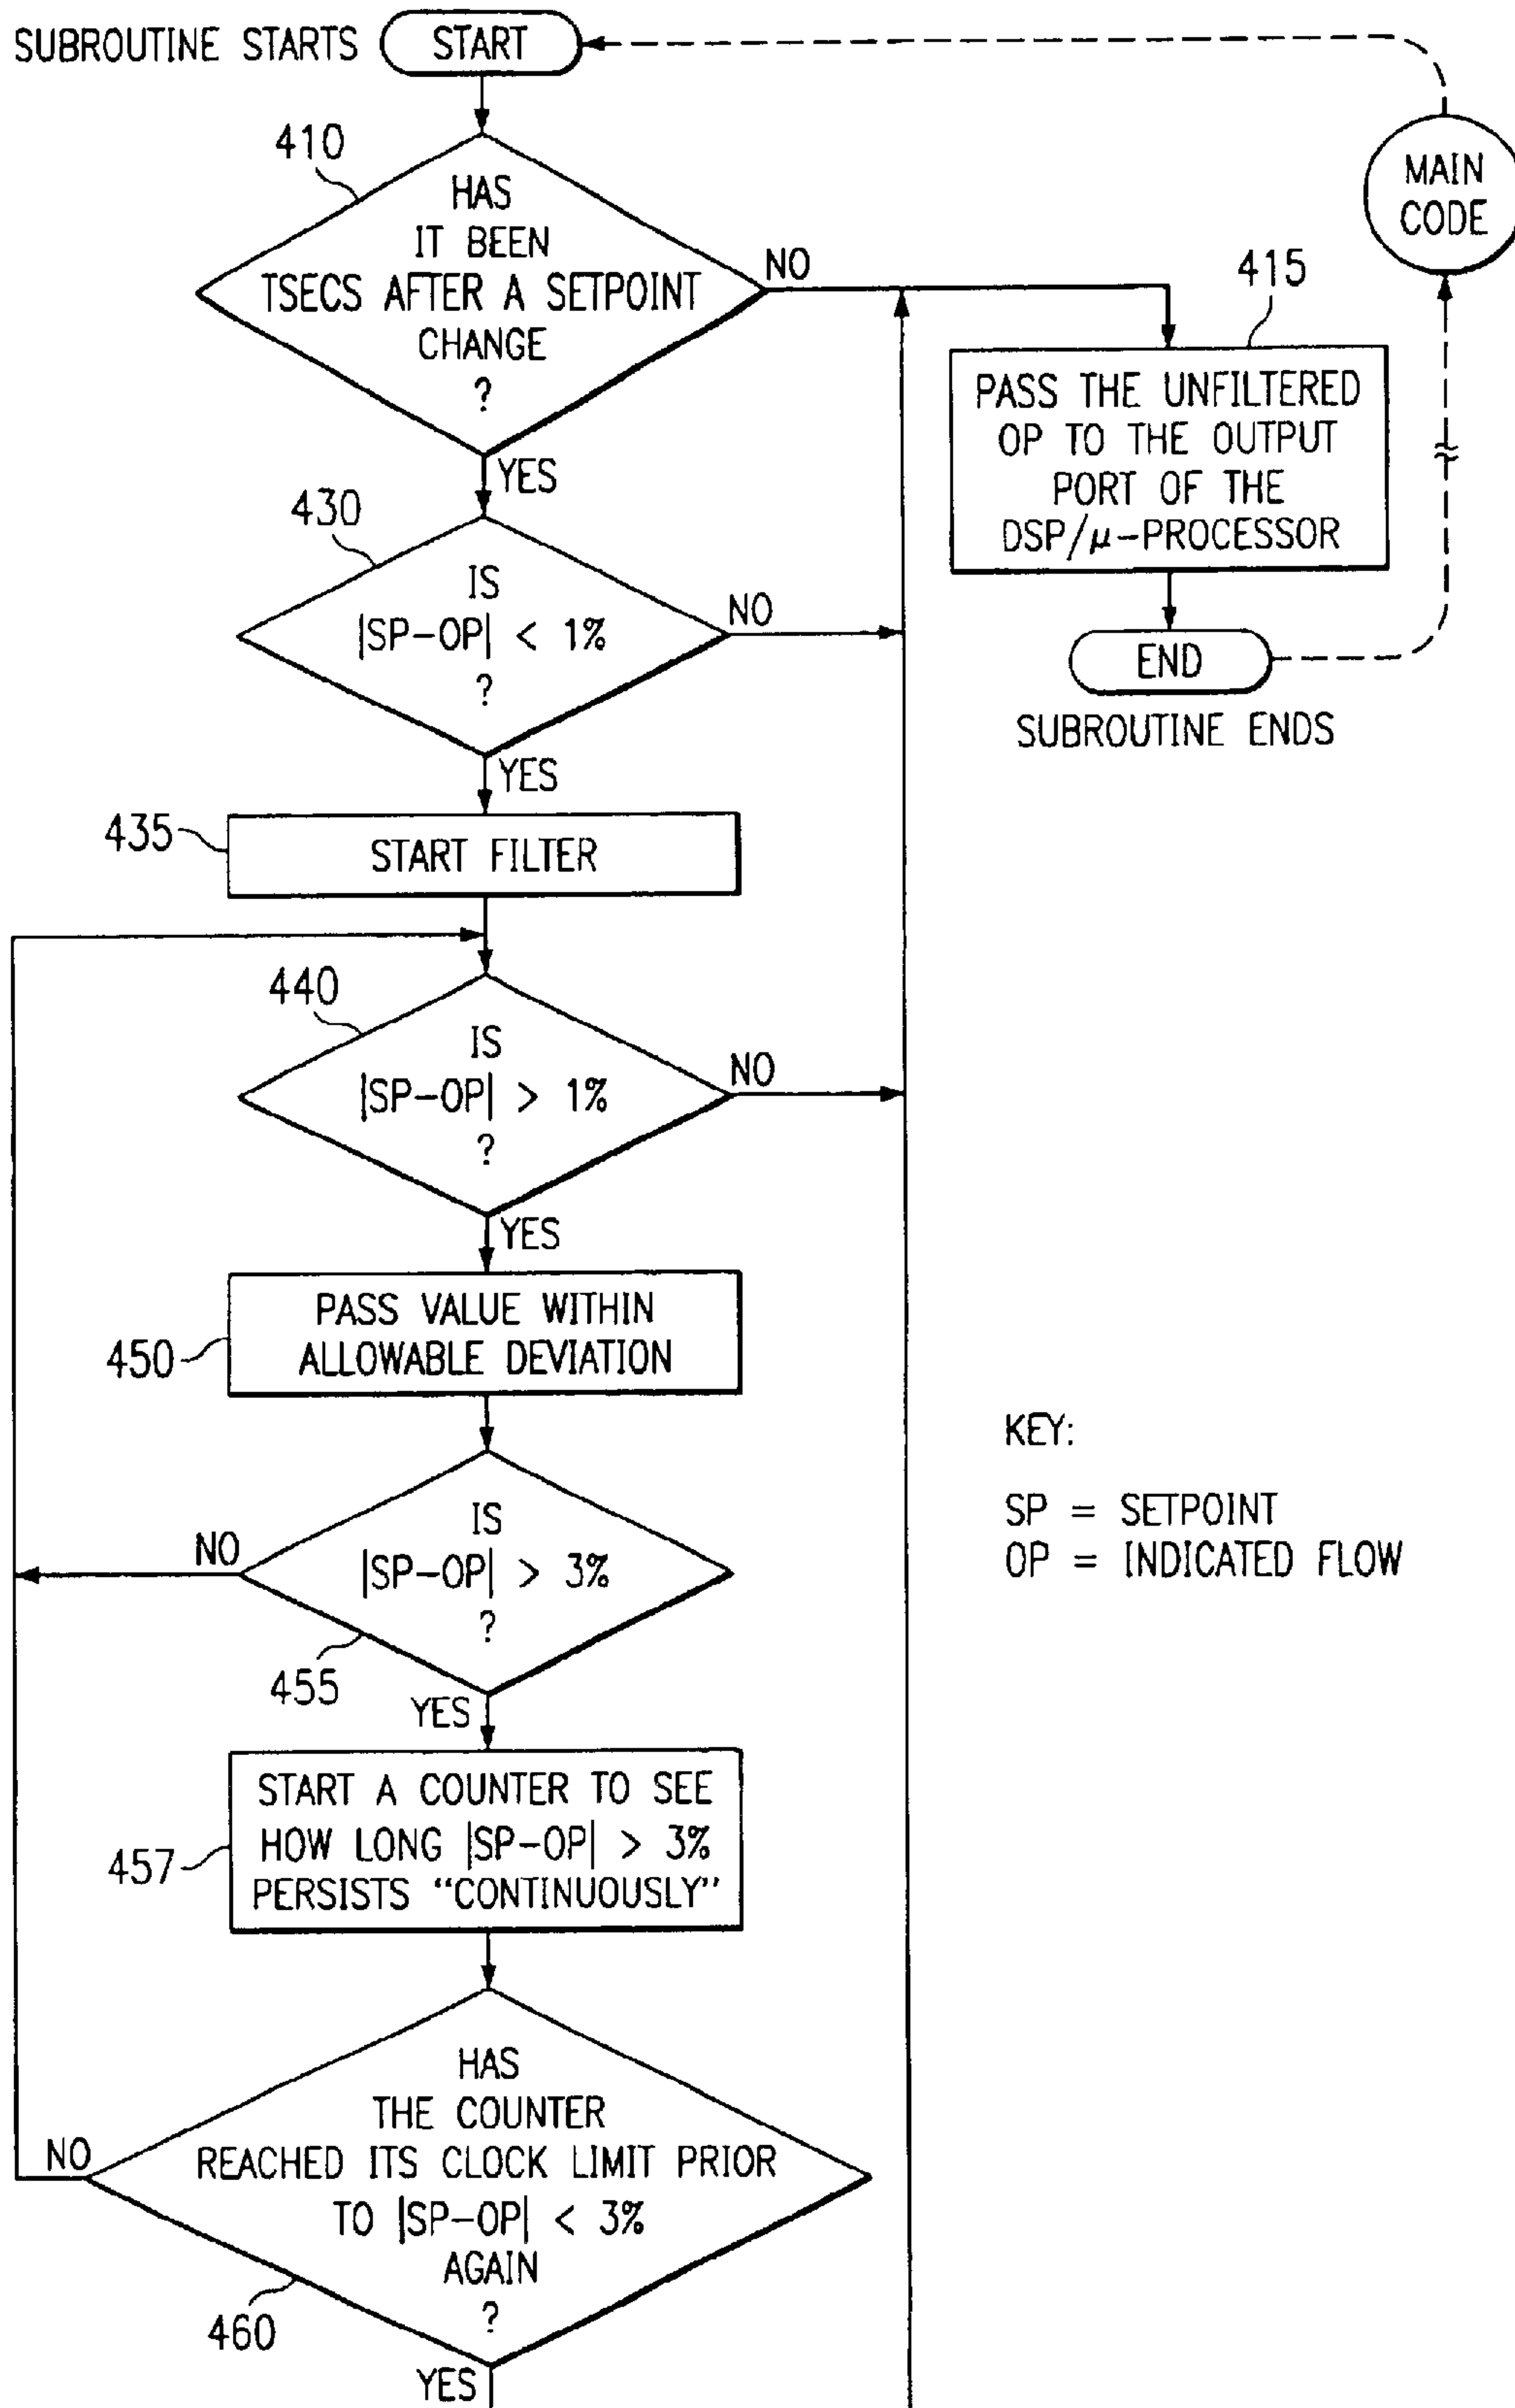 SUBROUTINE STARTS
START
MAIN
CODE
410
HAS
IT BEEN
TSECS AFTER A SETPOINT
CHANGE
?
NO
YES
415
PASS THE UNFILTERED
OP TO THE OUTPUT
PORT OF THE
DSP/μ-PROCESSOR
END
SUBROUTINE ENDS
430
IS
|SP-OP| < 1%
?
NO
YES
435
START FILTER
440
IS
|SP-OP| > 1%
?
NO
YES
450
PASS VALUE WITHIN
ALLOWABLE DEVIATION
KEY:
SP = SETPOINT
OP = INDICATED FLOW
IS
|SP-OP| > 3%
?
NO
455
YES
457
START A COUNTER TO SEE
HOW LONG |SP-OP| > 3%
PERSISTS "CONTINUOUSLY"
HAS
THE COUNTER
REACHED ITS CLOCK LIMIT PRIOR
TO |SP-OP| < 3%
AGAIN
?
NO
460
YES